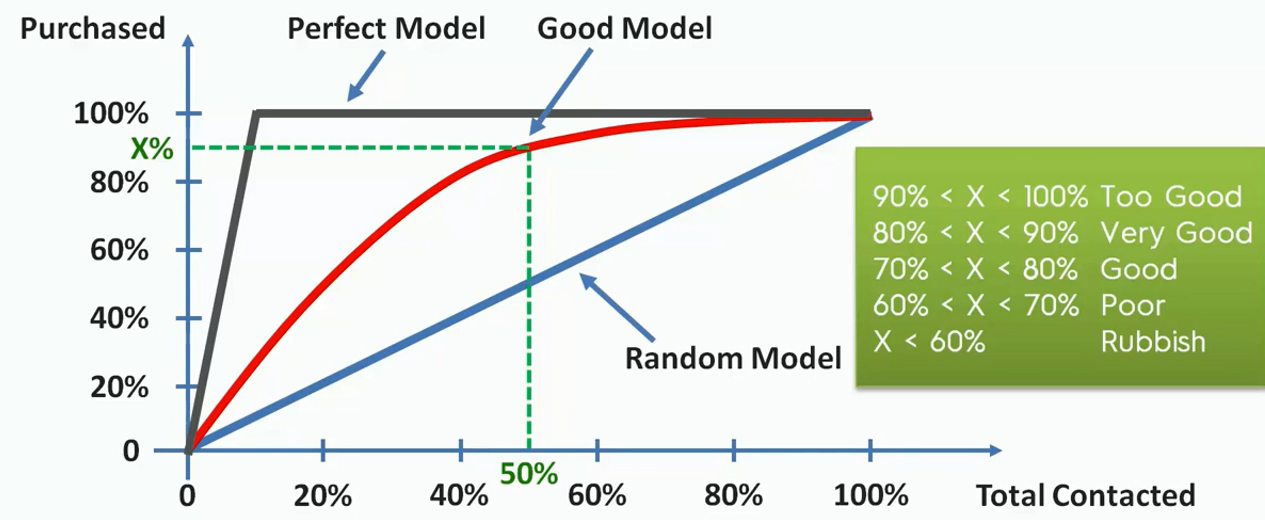 Purchased
Perfect Model
Good Model
100%
X%
80%
60%
40%
20%
0
90% < X < 100% Too Good
80% < X < 90% Very Good
70% < X < 80% Good
60% < X < 70% Poor
X < 60% Rubbish
Random Model
50%
0 20% 40% 60% 80% 100% Total Contacted